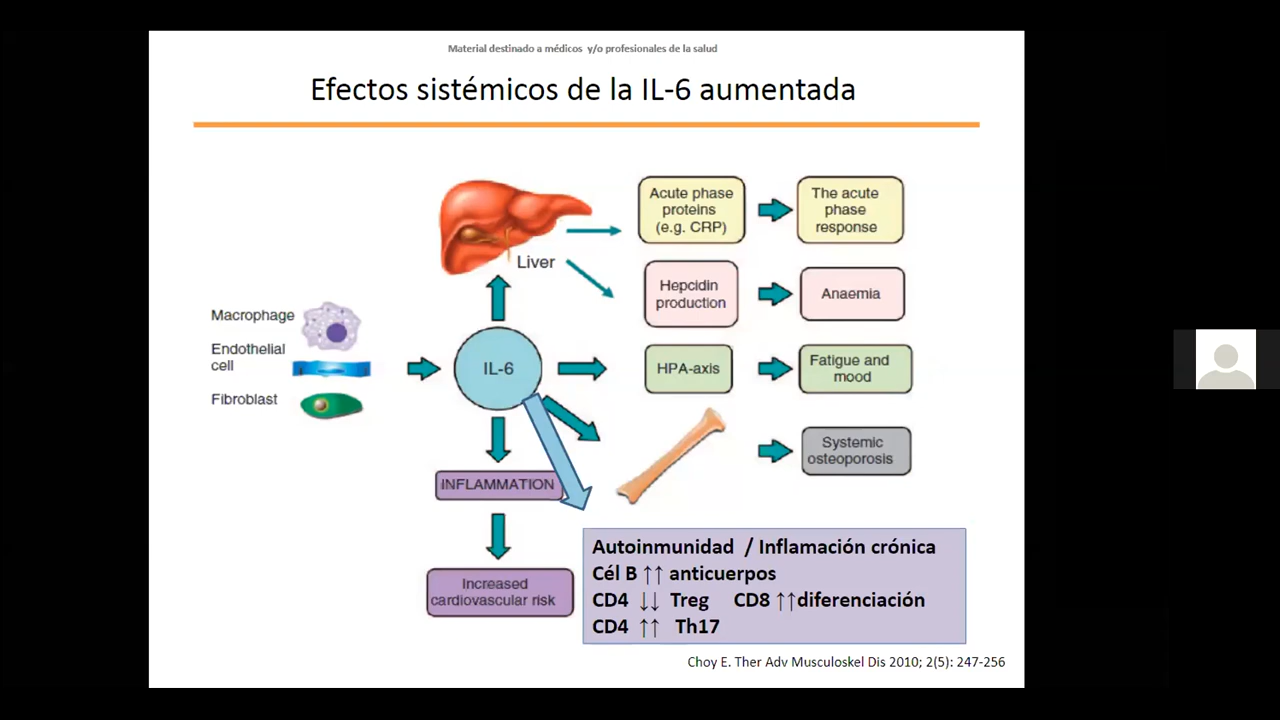 Material destinado a médicos y/o profesionales de la salud
Efectos sistémicos de la IL-6 aumentada
Acute phase
proteins
(e.g. CRP)
The acute
phase
response
Liver
Hepcidin
production
Anaemia
Macrophage
Endothelial
cell
Fibroblast
IL-6
HPA-axis
Fatigue and
mood
Systemic
osteoporosis
INFLAMMATION
Increased
cardiovascular risk
Autoinmunidad / Inflamación crónica
Cél B ↑↑ anticuerpos
CD4 ↓↓ Treg CD8 ↑↑diferenciación
CD4 ↑↑ Th17
Choy E. Ther Adv Musculoskel Dis 2010; 2(5): 247-256